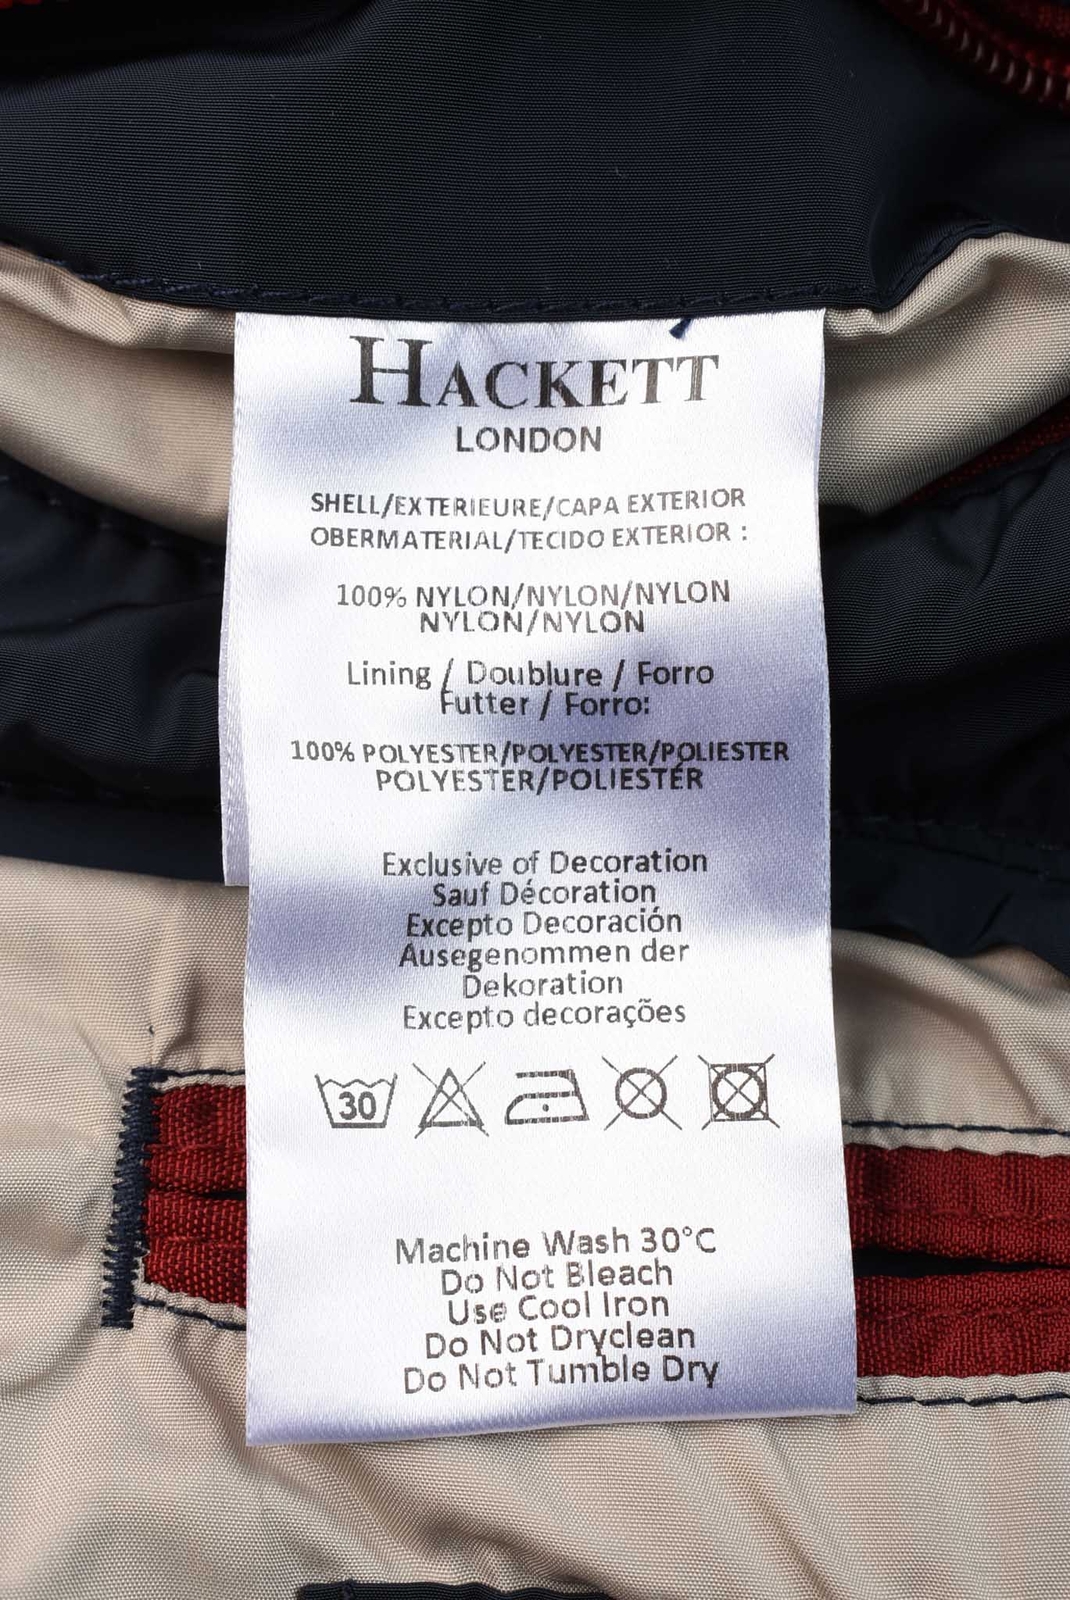 HACKETT
LONDON
SHELL/EXTERIEURE/CAPA EXTERIOR
OBERMATERIAL/TECIDO EXTERIOR :
100% NYLON/NYLON/NYLON
NYLON/NYLON
Lining / Doublure / Forro
Futter / Forro:
100% POLYESTER/POLYESTER/POLIESTER
POLYESTER/POLIESTÉR
Exclusive of Decoration
Sauf Décoration
Excepto Decoración
Ausegenommen der
Dekoration
Excepto decorações
30
Machine Wash 30°C
Do Not Bleach
Use Cool Iron
Do Not Dryclean
Do Not Tumble Dry